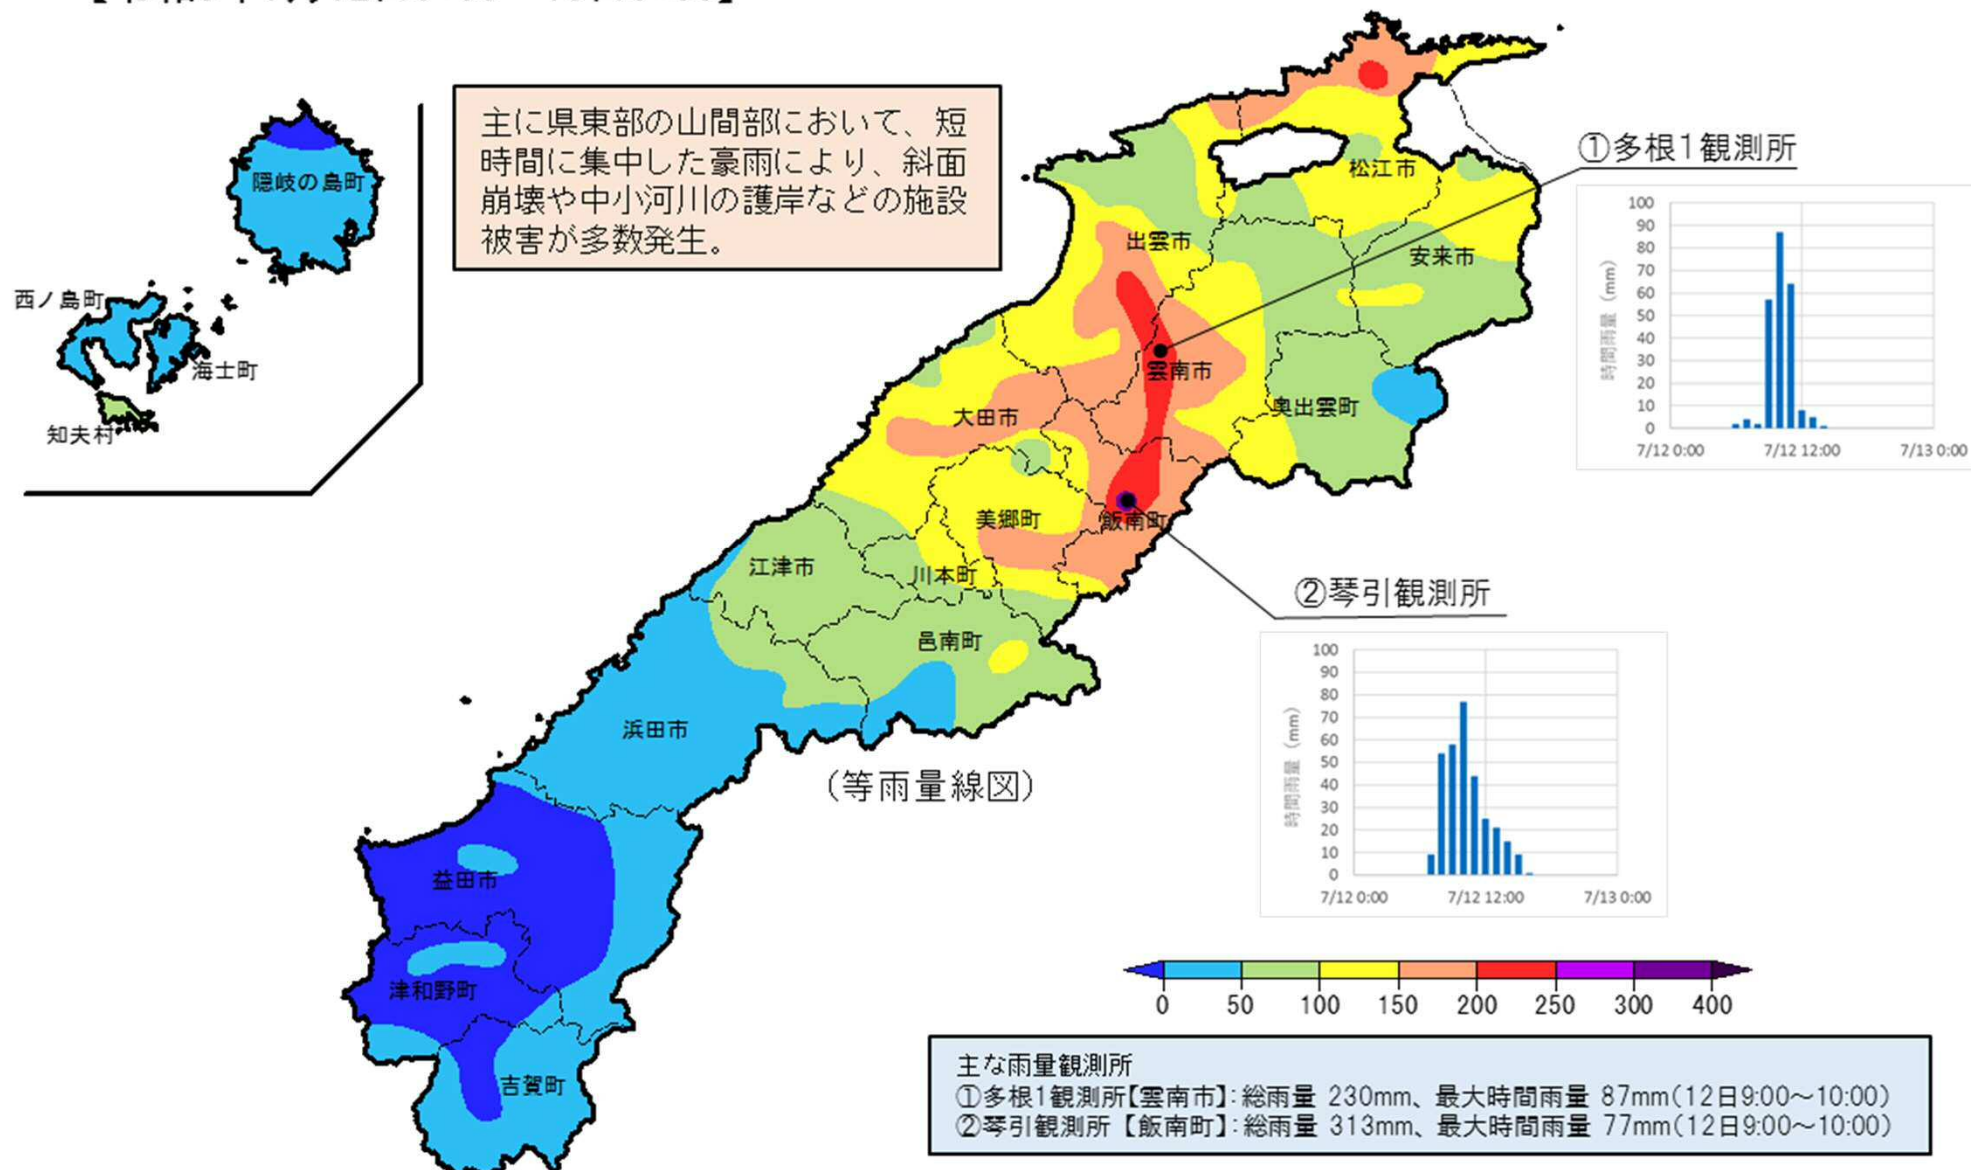 主に県東部の山間部において、短
時間に集中した豪雨により、斜面
崩壊や中小河川の護岸などの施設
被害が多数発生。
隠岐の島町
西ノ島町
海士町
知夫村
①多根1観測所
松江市
出雲市
安来市
雲南市
奥出雲町
大田市
美郷町
飯南町
江津市
川本町
邑南町
浜田市
益田市
津和野町
吉賀町
100
90
80
70
60
50
40
30
20
10
0
時間雨量（mm）
7/12 0:00 7/12 12:00 7/13 0:00
②琴引観測所
100
90
80
70
60
50
40
30
20
10
0
時間雨量（mm）
7/12 0:00 7/12 12:00 7/13 0:00
(等雨量線図)
0 50 100 150 200 250 300 400
主な雨量観測所
①多根1観測所【雲南市】：総雨量 230mm、最大時間雨量 87mm(12日9:00～10:00)
②琴引観測所【飯南町】：総雨量 313mm、最大時間雨量 77mm(12日9:00～10:00)